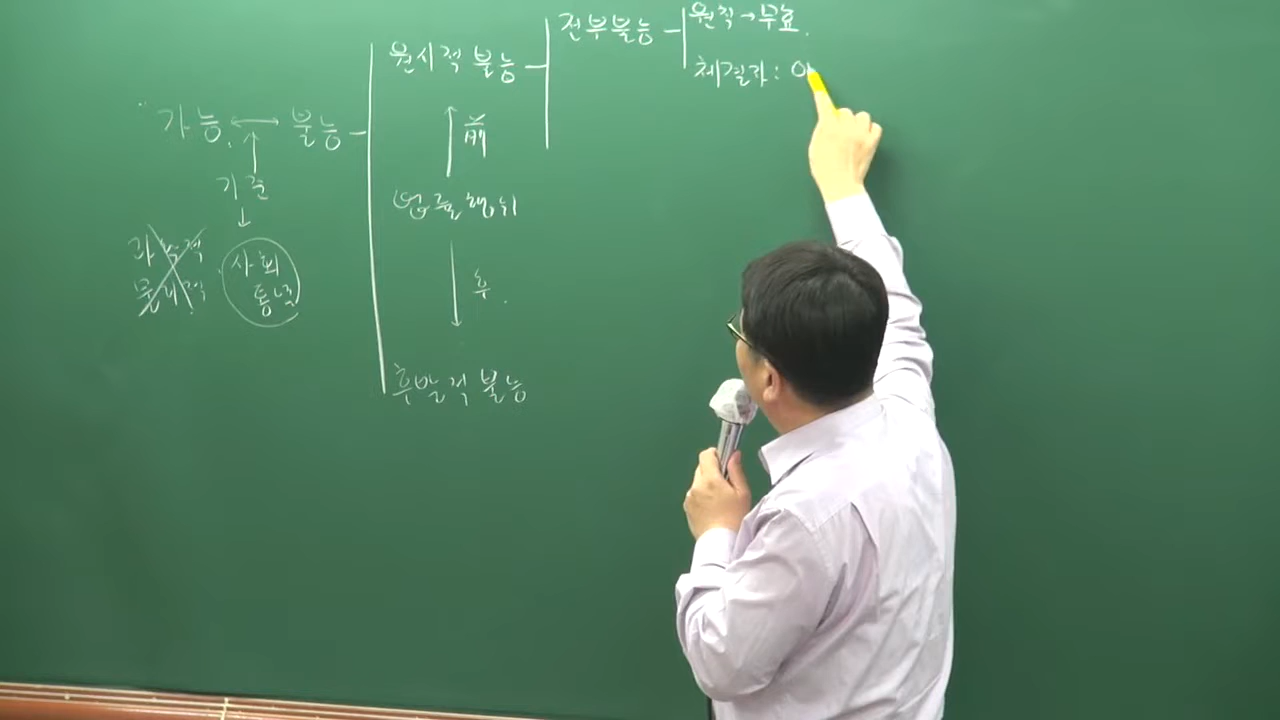 전부불능
원칙→무효.
체결자:
원시적 불능
가능 ↔ 불능
前
기준
법률행위
사회
통념
후
후발적 불능